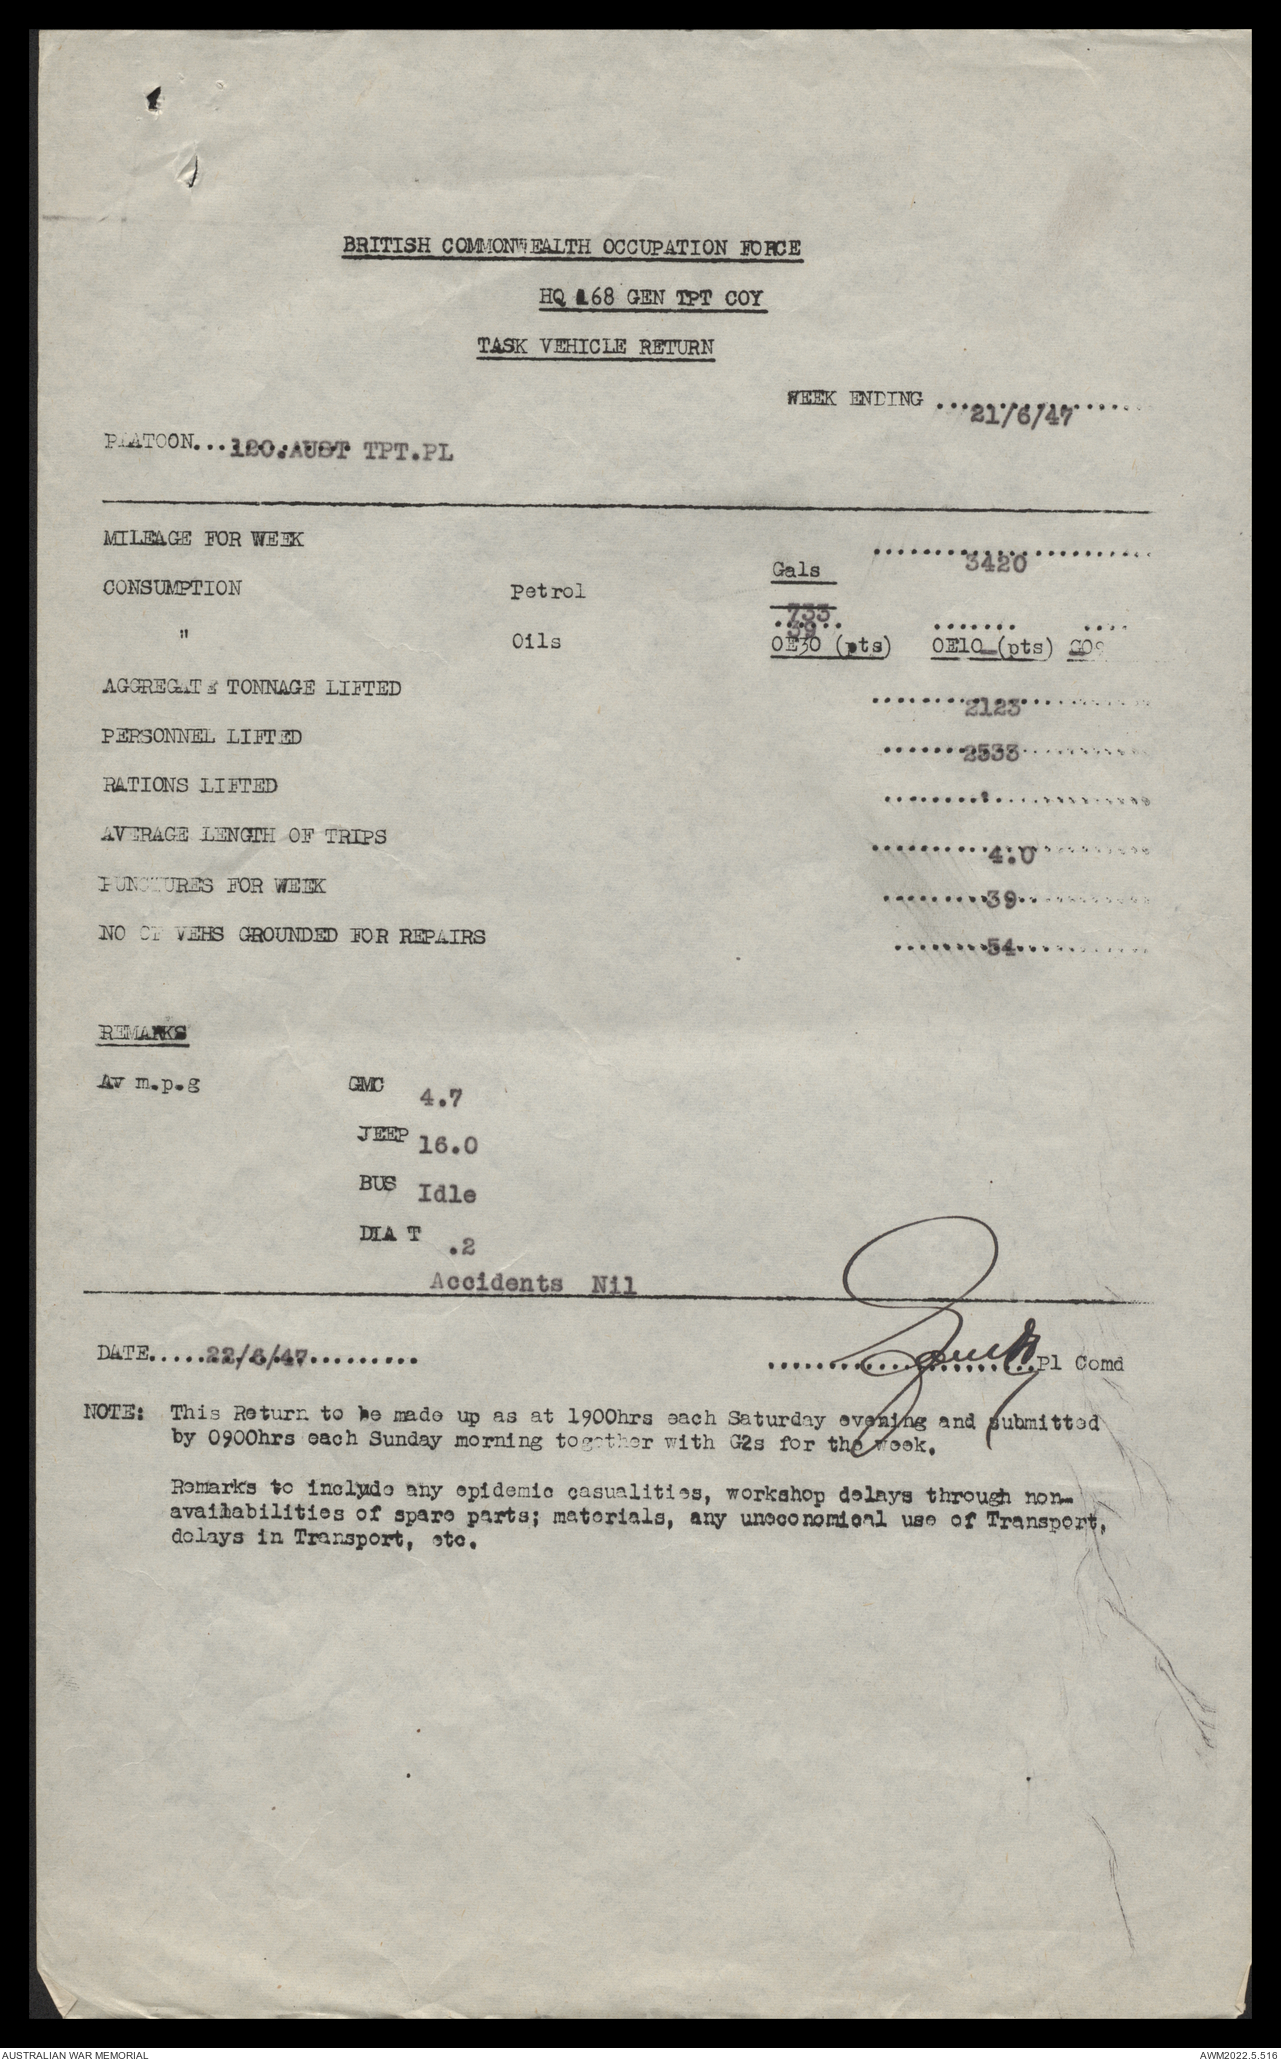 BRITISH COMMONWEALTH OCCUPATION FORCE
HQ 168 GEN TPT COY
TASK VEHICLE RETURN
WEEK ENDING ...21/6/47......
PLATOON...120.AUST TPT.PL
MILEAGE FOR WEEK ........3420........
Gals
CONSUMPTION Petrol 733
" Oils 39 ....... ....
OE30 (pts) OE10 (pts)
AGGREGATE TONNAGE LIFTED ........2123........
PERSONNEL LIFTED ........2533........
RATIONS LIFTED ................
AVERAGE LENGTH OF TRIPS ........4.0........
PUNCTURES FOR WEEK ........39........
NO OF VEHS GROUNDED FOR REPAIRS ........54........
REMARKS
Av m.p.g GMC 4.7
JEEP 16.0
BUS Idle
DIA T .2
Accidents Nil
DATE.....22/6/47.........
........................Pl Comd
NOTE: This Return to be made up as at 1900hrs each Saturday evening and submitted
by 0900hrs each Sunday morning together with G2s for the week.
Remarks to include any epidemic casualities, workshop delays through non-
availabilities of spare parts; materials, any uneconomical use of Transport,
delays in Transport, etc.
AUSTRALIAN WAR MEMORIAL AWM2022.5.516